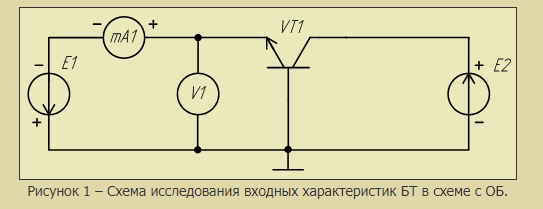 − mA1 + VT1
− E1 V1 + E2
+ −
Рисунок 1 – Схема исследования входных характеристик БТ в схеме с ОБ.